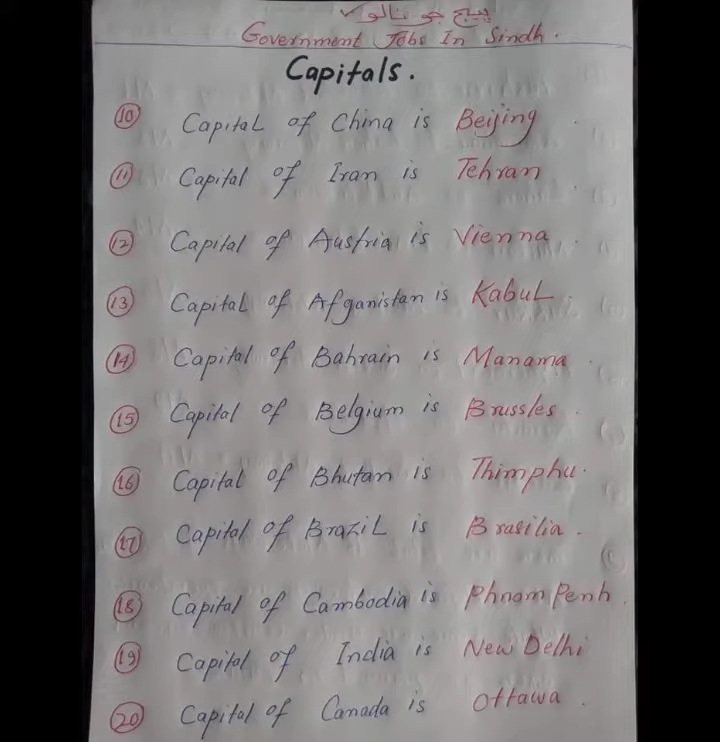 پيج جو نالو
Government Jobs In Sindh.
Capitals.
10 Capital of China is Beijing
11 Capital of Iran is Tehran
12 Capital of Austria is Vienna
13 Capital of Afganistan is Kabul
14 Capital of Bahrain is Manama
15 Capital of Belgium is Brussles
16 Capital of Bhutan is Thimphu.
17 Capital of Brazil is Brasilia.
18 Capital of Cambodia is Phnom Penh.
19 Capital of India is New Delhi
20 Capital of Canada is Ottawa.